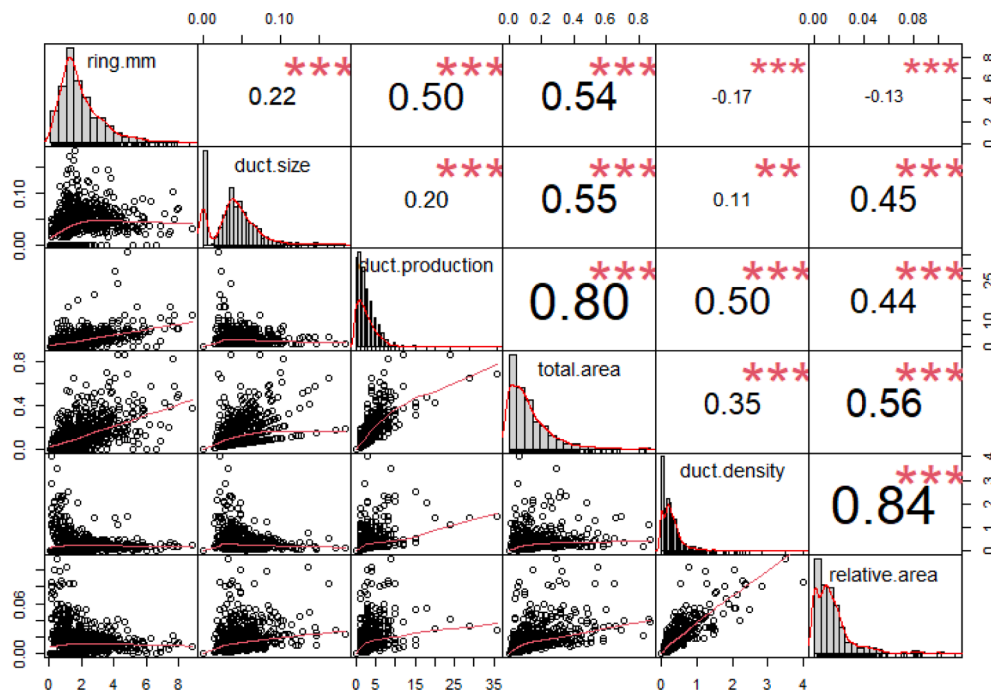 0.00 0.10 0.0 0.2 0.4 0.6 0.8 0.00 0.04 0.08
ring.mm *** 0.22 *** 0.50 *** 0.54 *** -0.17 *** -0.13 0 2 4 6 8
0.00 0.10 duct.size *** 0.20 *** 0.55 ** 0.11 *** 0.45
duct.production *** 0.80 *** 0.50 *** 0.44 0 10 25
0.0 0.4 0.8 total.area *** 0.35 *** 0.56
duct.density *** 0.84 0 1 2 3 4
0.00 0.06 relative.area
0 2 4 6 8 0 5 15 25 35 0 1 2 3 4